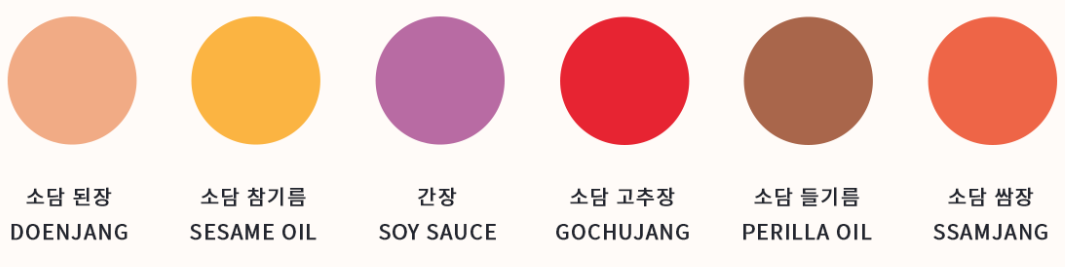 소담 된장
DOENJANG
소담 참기름
SESAME OIL
간장
SOY SAUCE
소담 고추장
GOCHUJANG
소담 들기름
PERILLA OIL
소담 쌈장
SSAMJANG